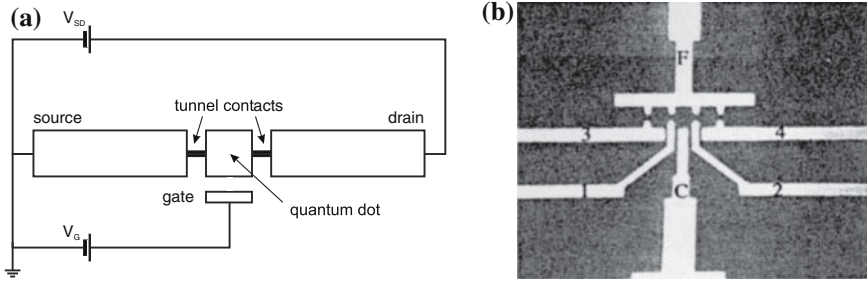 (a)
V_SD
source
tunnel contacts
drain
gate
quantum dot
V_G
(b)
F
3
4
1
C
2